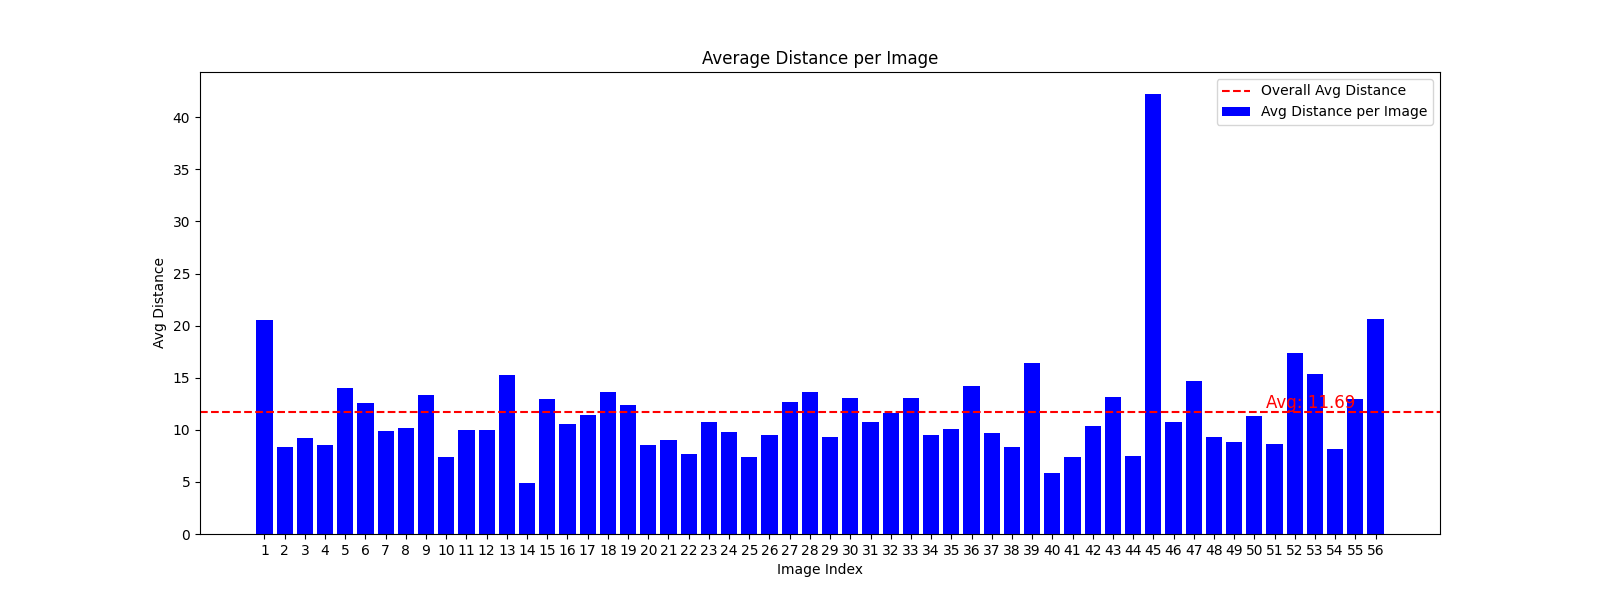 Average Distance per Image
Overall Avg Distance
Avg Distance per Image
40
35
30
25
20
15
10
5
0
Avg Distance
Avg: 11.69
1 2 3 4 5 6 7 8 9 10 11 12 13 14 15 16 17 18 19 20 21 22 23 24 25 26 27 28 29 30 31 32 33 34 35 36 37 38 39 40 41 42 43 44 45 46 47 48 49 50 51 52 53 54 55 56
Image Index